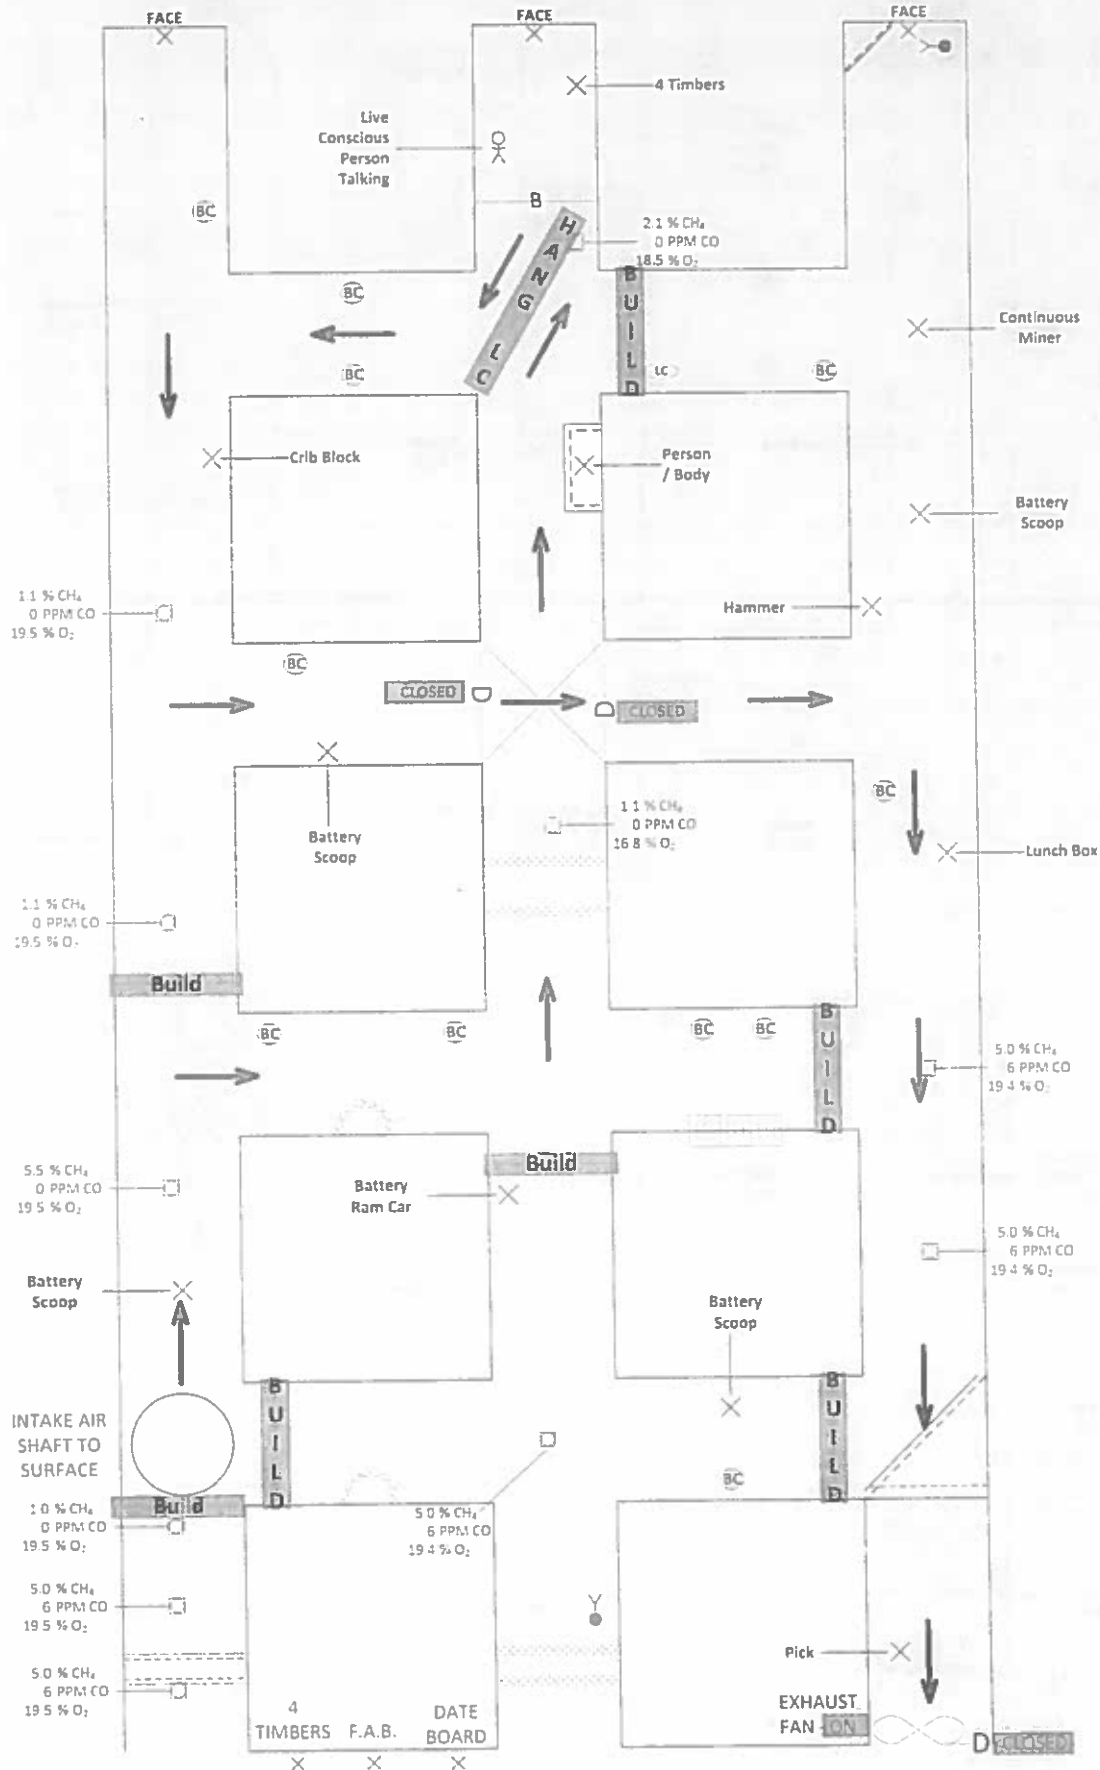 FACE
FACE
FACE
4 Timbers
Live
Conscious
Person
Talking
B
BC
HANG LC
2.1 % CH₄
0 PPM CO
18.5 % O₂
BC
BUILD
Continuous
Miner
BC
LC
BC
Crib Block
Person
/ Body
Battery
Scoop
1.1 % CH₄
0 PPM CO
19.5 % O₂
Hammer
BC
CLOSED
D
D
CLOSED
BC
Battery
Scoop
1.1 % CH₄
0 PPM CO
16.8 % O₂
Lunch Box
1.1 % CH₄
0 PPM CO
19.5 % O₂
Build
BC
BC
BC
BC
BUILD
5.0 % CH₄
6 PPM CO
19.4 % O₂
Build
5.5 % CH₄
0 PPM CO
19.5 % O₂
Battery
Ram Car
5.0 % CH₄
6 PPM CO
19.4 % O₂
Battery
Scoop
Battery
Scoop
INTAKE AIR
SHAFT TO
SURFACE
BUILD
BUILD
BC
Build
1.0 % CH₄
0 PPM CO
19.5 % O₂
5.0 % CH₄
6 PPM CO
19.4 % O₂
5.0 % CH₄
6 PPM CO
19.5 % O₂
Y
Pick
5.0 % CH₄
6 PPM CO
19.5 % O₂
4
TIMBERS
F.A.B.
DATE
BOARD
EXHAUST
FAN - ON
D
CLOSED